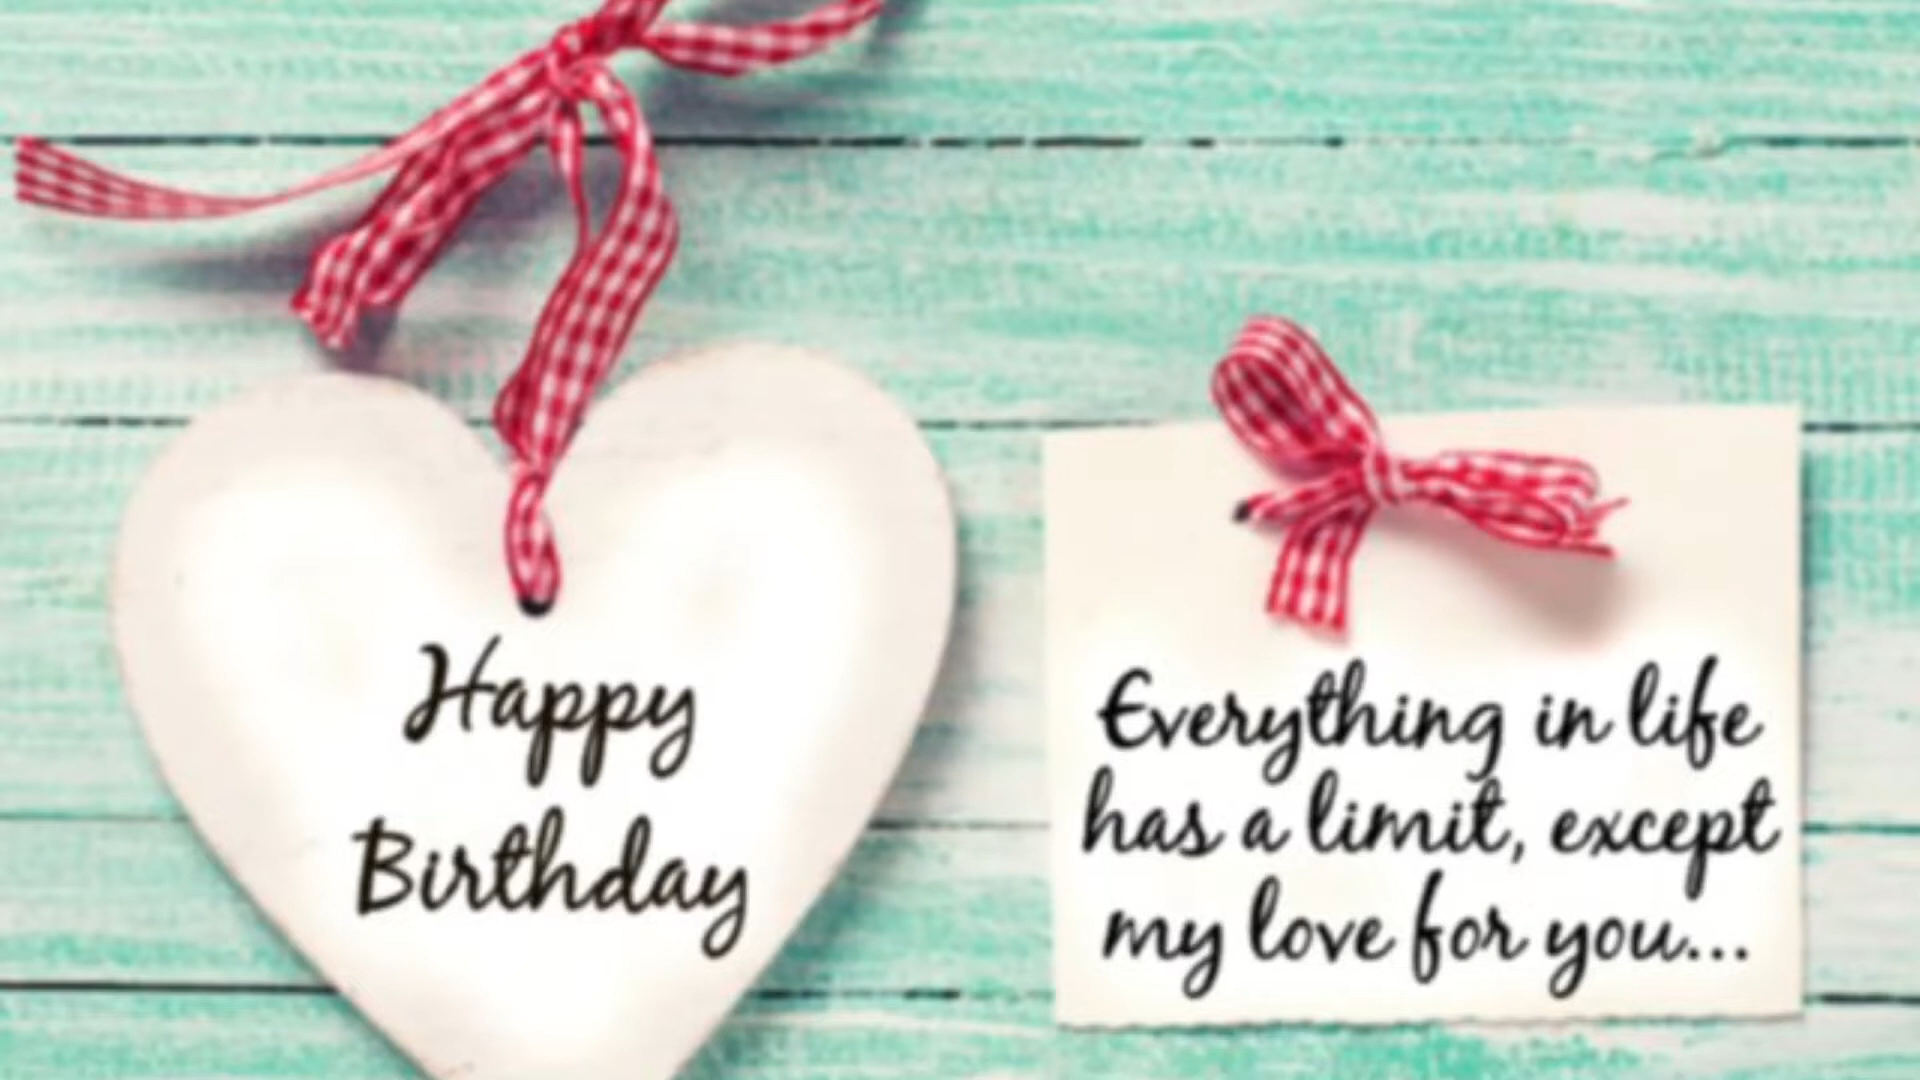 Happy
Birthday
Everything in life
has a limit, except
my love for you...